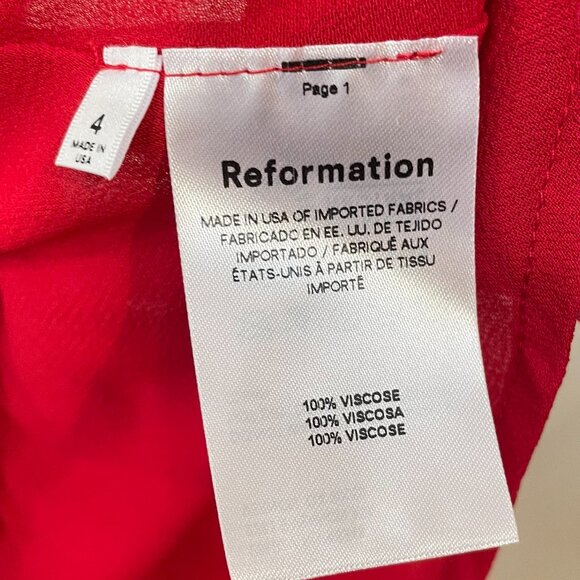 4
MADE IN
USA
Page 1
Reformation
MADE IN USA OF IMPORTED FABRICS /
FABRICADO EN EE. UU. DE TEJIDO
IMPORTADO / FABRIQUÉ AUX
ÉTATS-UNIS À PARTIR DE TISSU
IMPORTÉ
100% VISCOSE
100% VISCOSA
100% VISCOSE